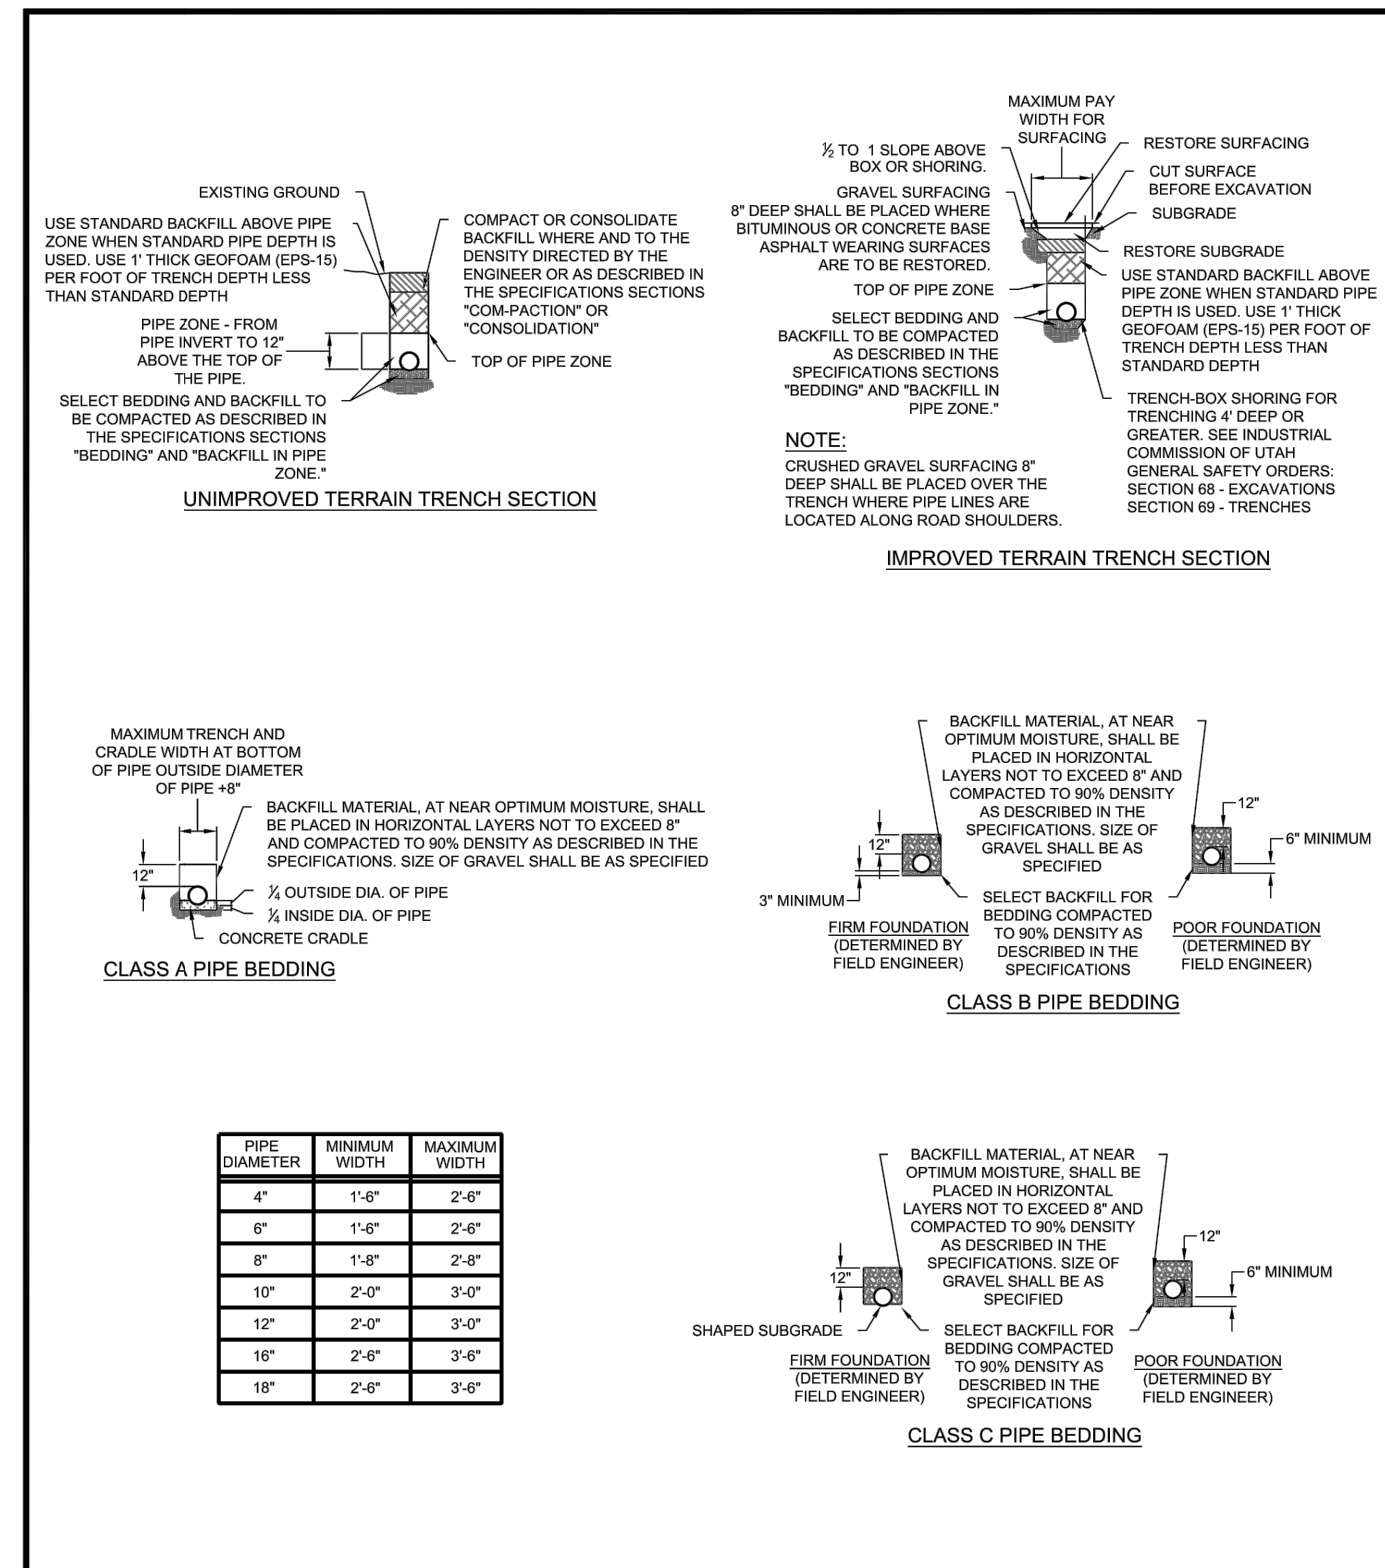 EXISTING GROUND
USE STANDARD BACKFILL ABOVE PIPE
ZONE WHEN STANDARD PIPE DEPTH IS
USED. USE 1' THICK GEOFOAM (EPS-15)
PER FOOT OF TRENCH DEPTH LESS
THAN STANDARD DEPTH
PIPE ZONE - FROM
PIPE INVERT TO 12"
ABOVE THE TOP OF
THE PIPE.
SELECT BEDDING AND BACKFILL TO
BE COMPACTED AS DESCRIBED IN
THE SPECIFICATIONS SECTIONS
"BEDDING" AND "BACKFILL IN PIPE
ZONE."
COMPACT OR CONSOLIDATE
BACKFILL WHERE AND TO THE
DENSITY DIRECTED BY THE
ENGINEER OR AS DESCRIBED IN
THE SPECIFICATIONS SECTIONS
"COM-PACTION" OR
"CONSOLIDATION"
TOP OF PIPE ZONE
UNIMPROVED TERRAIN TRENCH SECTION
MAXIMUM PAY
WIDTH FOR
SURFACING
½ TO 1 SLOPE ABOVE
BOX OR SHORING.
GRAVEL SURFACING
8" DEEP SHALL BE PLACED WHERE
BITUMINOUS OR CONCRETE BASE
ASPHALT WEARING SURFACES
ARE TO BE RESTORED.
TOP OF PIPE ZONE
SELECT BEDDING AND
BACKFILL TO BE COMPACTED
AS DESCRIBED IN THE
SPECIFICATIONS SECTIONS
"BEDDING" AND "BACKFILL IN
PIPE ZONE."
RESTORE SURFACING
CUT SURFACE
BEFORE EXCAVATION
SUBGRADE
RESTORE SUBGRADE
USE STANDARD BACKFILL ABOVE
PIPE ZONE WHEN STANDARD PIPE
DEPTH IS USED. USE 1' THICK
GEOFOAM (EPS-15) PER FOOT OF
TRENCH DEPTH LESS THAN
STANDARD DEPTH
TRENCH-BOX SHORING FOR
TRENCHING 4' DEEP OR
GREATER. SEE INDUSTRIAL
COMMISSION OF UTAH
GENERAL SAFETY ORDERS:
SECTION 68 - EXCAVATIONS
SECTION 69 - TRENCHES
NOTE:
CRUSHED GRAVEL SURFACING 8"
DEEP SHALL BE PLACED OVER THE
TRENCH WHERE PIPE LINES ARE
LOCATED ALONG ROAD SHOULDERS.
IMPROVED TERRAIN TRENCH SECTION
MAXIMUM TRENCH AND
CRADLE WIDTH AT BOTTOM
OF PIPE OUTSIDE DIAMETER
OF PIPE +8"
BACKFILL MATERIAL, AT NEAR OPTIMUM MOISTURE, SHALL
BE PLACED IN HORIZONTAL LAYERS NOT TO EXCEED 8"
AND COMPACTED TO 90% DENSITY AS DESCRIBED IN THE
SPECIFICATIONS. SIZE OF GRAVEL SHALL BE AS SPECIFIED
12"
¼ OUTSIDE DIA. OF PIPE
¼ INSIDE DIA. OF PIPE
CONCRETE CRADLE
CLASS A PIPE BEDDING
BACKFILL MATERIAL, AT NEAR
OPTIMUM MOISTURE, SHALL BE
PLACED IN HORIZONTAL
LAYERS NOT TO EXCEED 8" AND
COMPACTED TO 90% DENSITY
AS DESCRIBED IN THE
SPECIFICATIONS. SIZE OF
GRAVEL SHALL BE AS
SPECIFIED
12"
3" MINIMUM
12"
6" MINIMUM
SELECT BACKFILL FOR
BEDDING COMPACTED
TO 90% DENSITY AS
DESCRIBED IN THE
SPECIFICATIONS
FIRM FOUNDATION
(DETERMINED BY
FIELD ENGINEER)
POOR FOUNDATION
(DETERMINED BY
FIELD ENGINEER)
CLASS B PIPE BEDDING
PIPE DIAMETER MINIMUM WIDTH MAXIMUM WIDTH
4" 1'-6" 2'-6"
6" 1'-6" 2'-6"
8" 1'-8" 2'-8"
10" 2'-0" 3'-0"
12" 2'-0" 3'-0"
16" 2'-6" 3'-6"
18" 2'-6" 3'-6"
BACKFILL MATERIAL, AT NEAR
OPTIMUM MOISTURE, SHALL BE
PLACED IN HORIZONTAL
LAYERS NOT TO EXCEED 8" AND
COMPACTED TO 90% DENSITY
AS DESCRIBED IN THE
SPECIFICATIONS. SIZE OF
GRAVEL SHALL BE AS
SPECIFIED
12"
SHAPED SUBGRADE
12"
6" MINIMUM
SELECT BACKFILL FOR
BEDDING COMPACTED
TO 90% DENSITY AS
DESCRIBED IN THE
SPECIFICATIONS
FIRM FOUNDATION
(DETERMINED BY
FIELD ENGINEER)
POOR FOUNDATION
(DETERMINED BY
FIELD ENGINEER)
CLASS C PIPE BEDDING